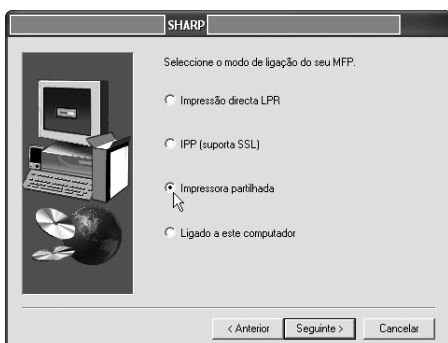 SHARP
Seleccione o modo de ligação do seu MFP.
Impressão directa LPR
IPP (suporta SSL)
Impressora partilhada
Ligado a este computador
< Anterior Seguinte > Cancelar